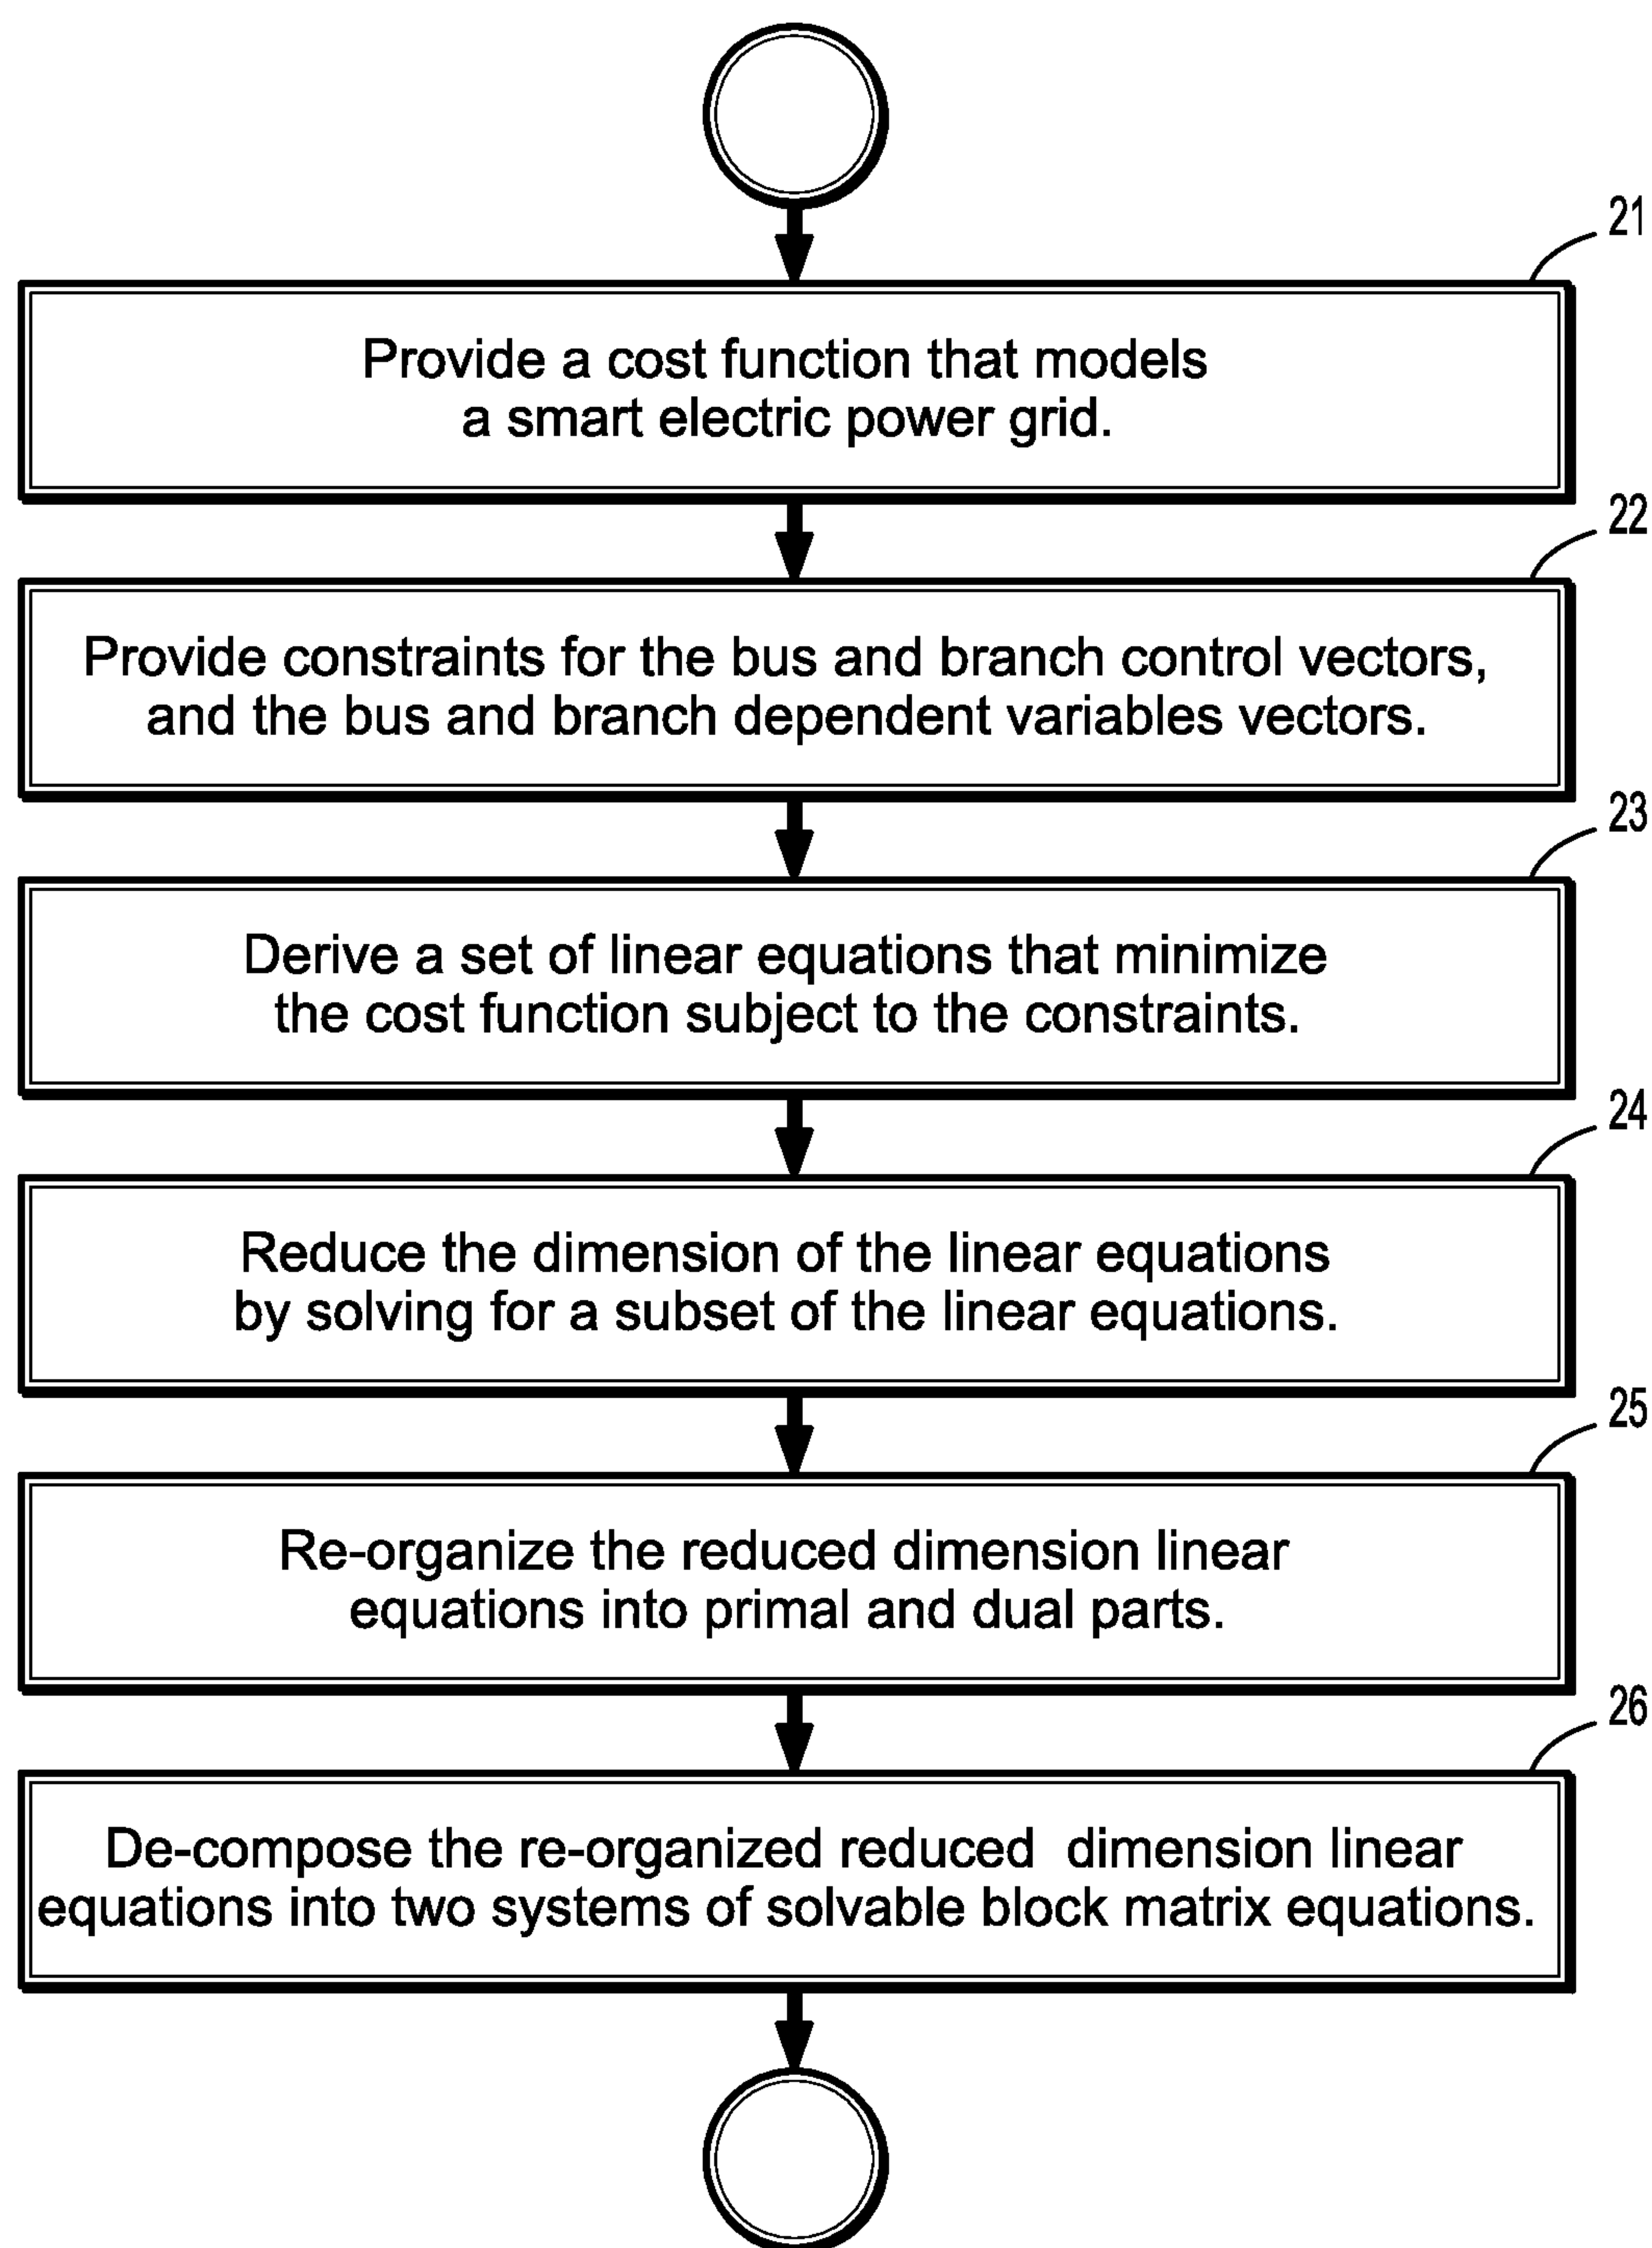 21
Provide a cost function that models
a smart electric power grid.
22
Provide constraints for the bus and branch control vectors,
and the bus and branch dependent variables vectors.
23
Derive a set of linear equations that minimize
the cost function subject to the constraints.
24
Reduce the dimension of the linear equations
by solving for a subset of the linear equations.
25
Re-organize the reduced dimension linear
equations into primal and dual parts.
26
De-compose the re-organized reduced  dimension linear
equations into two systems of solvable block matrix equations.